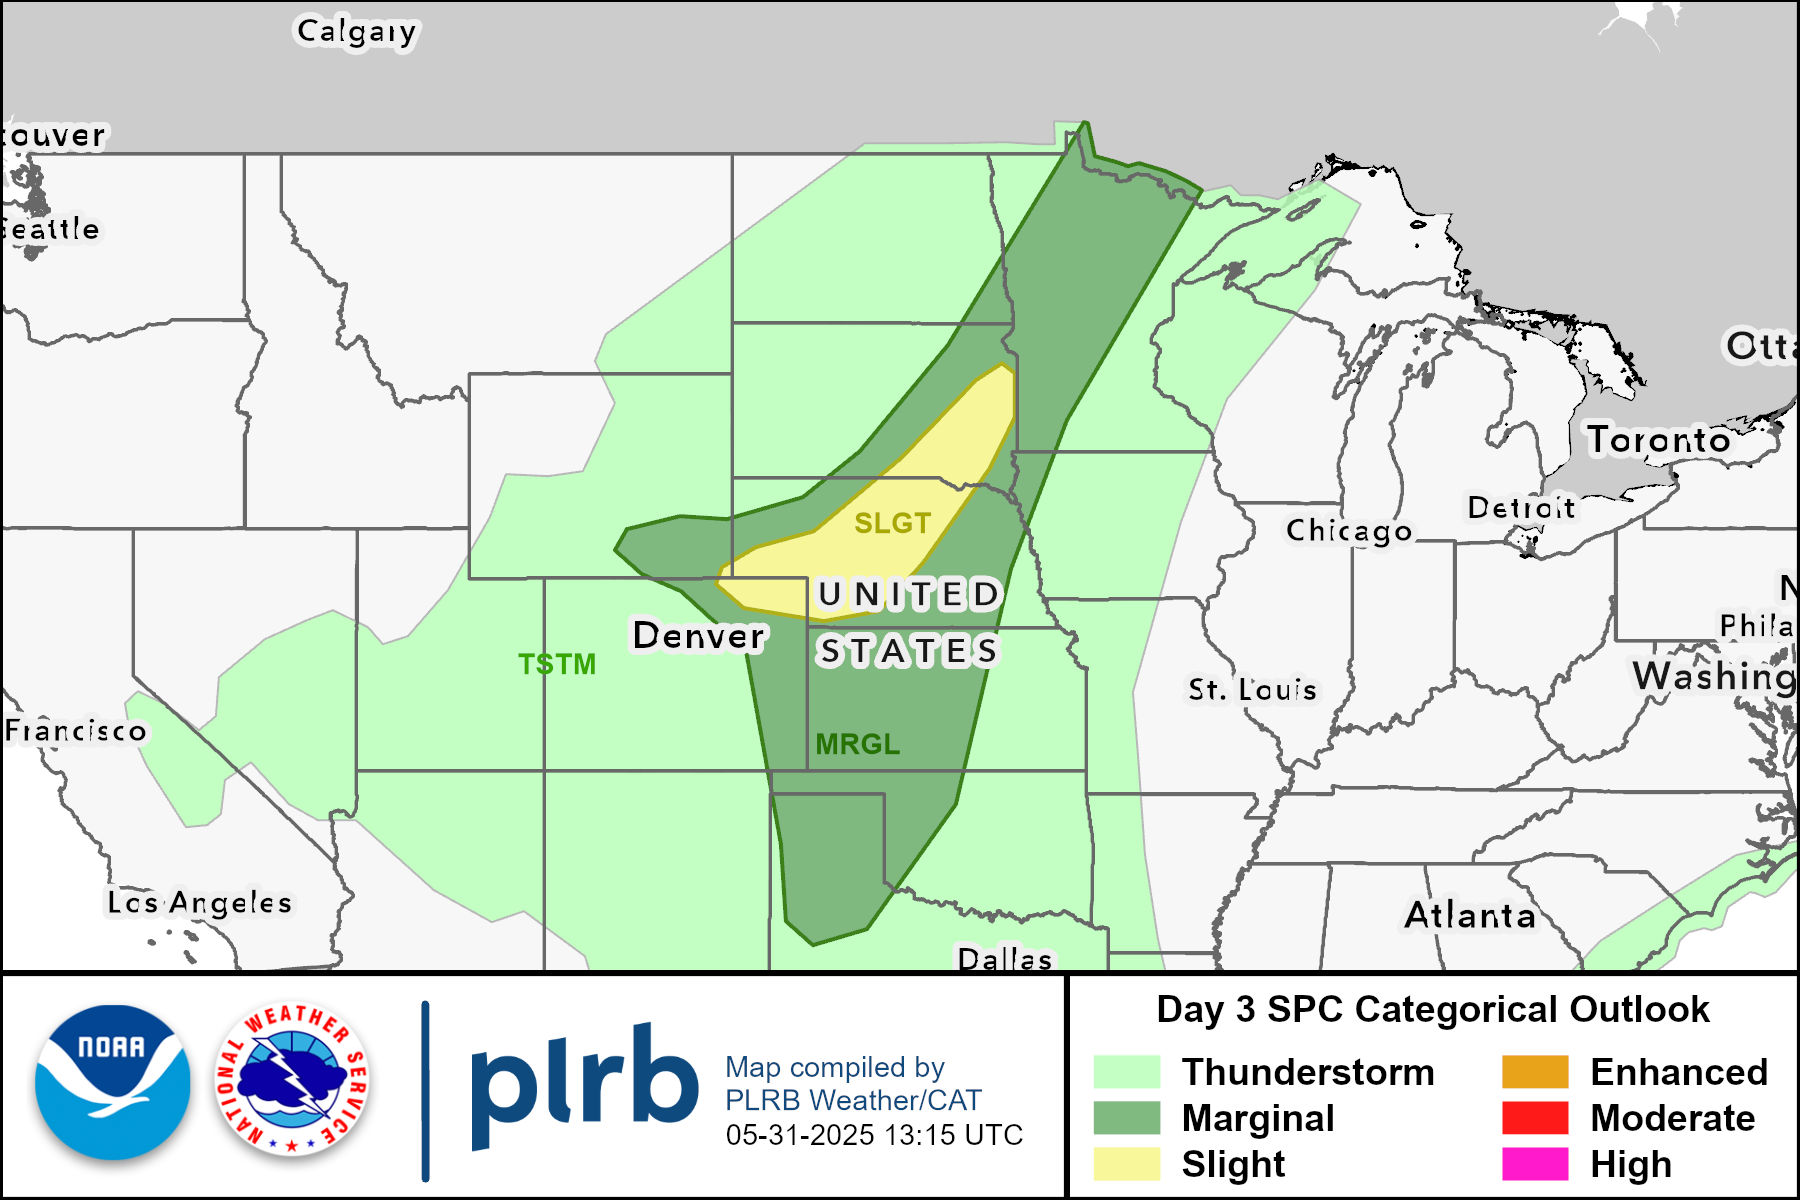 Calgary
couver
Seattle
Otta
Toronto
Detroit
Chicago
SLGT
UNITED
N
Phila
Denver
STATES
TSTM
Washing
St. Louis
Francisco
MRGL
Los Angeles
Atlanta
Dallas
NOAA
NATIONAL WEATHER SERVICE
plrb
Map compiled by
PLRB Weather/CAT
05-31-2025 13:15 UTC
Day 3 SPC Categorical Outlook
Thunderstorm
Enhanced
Marginal
Moderate
Slight
High